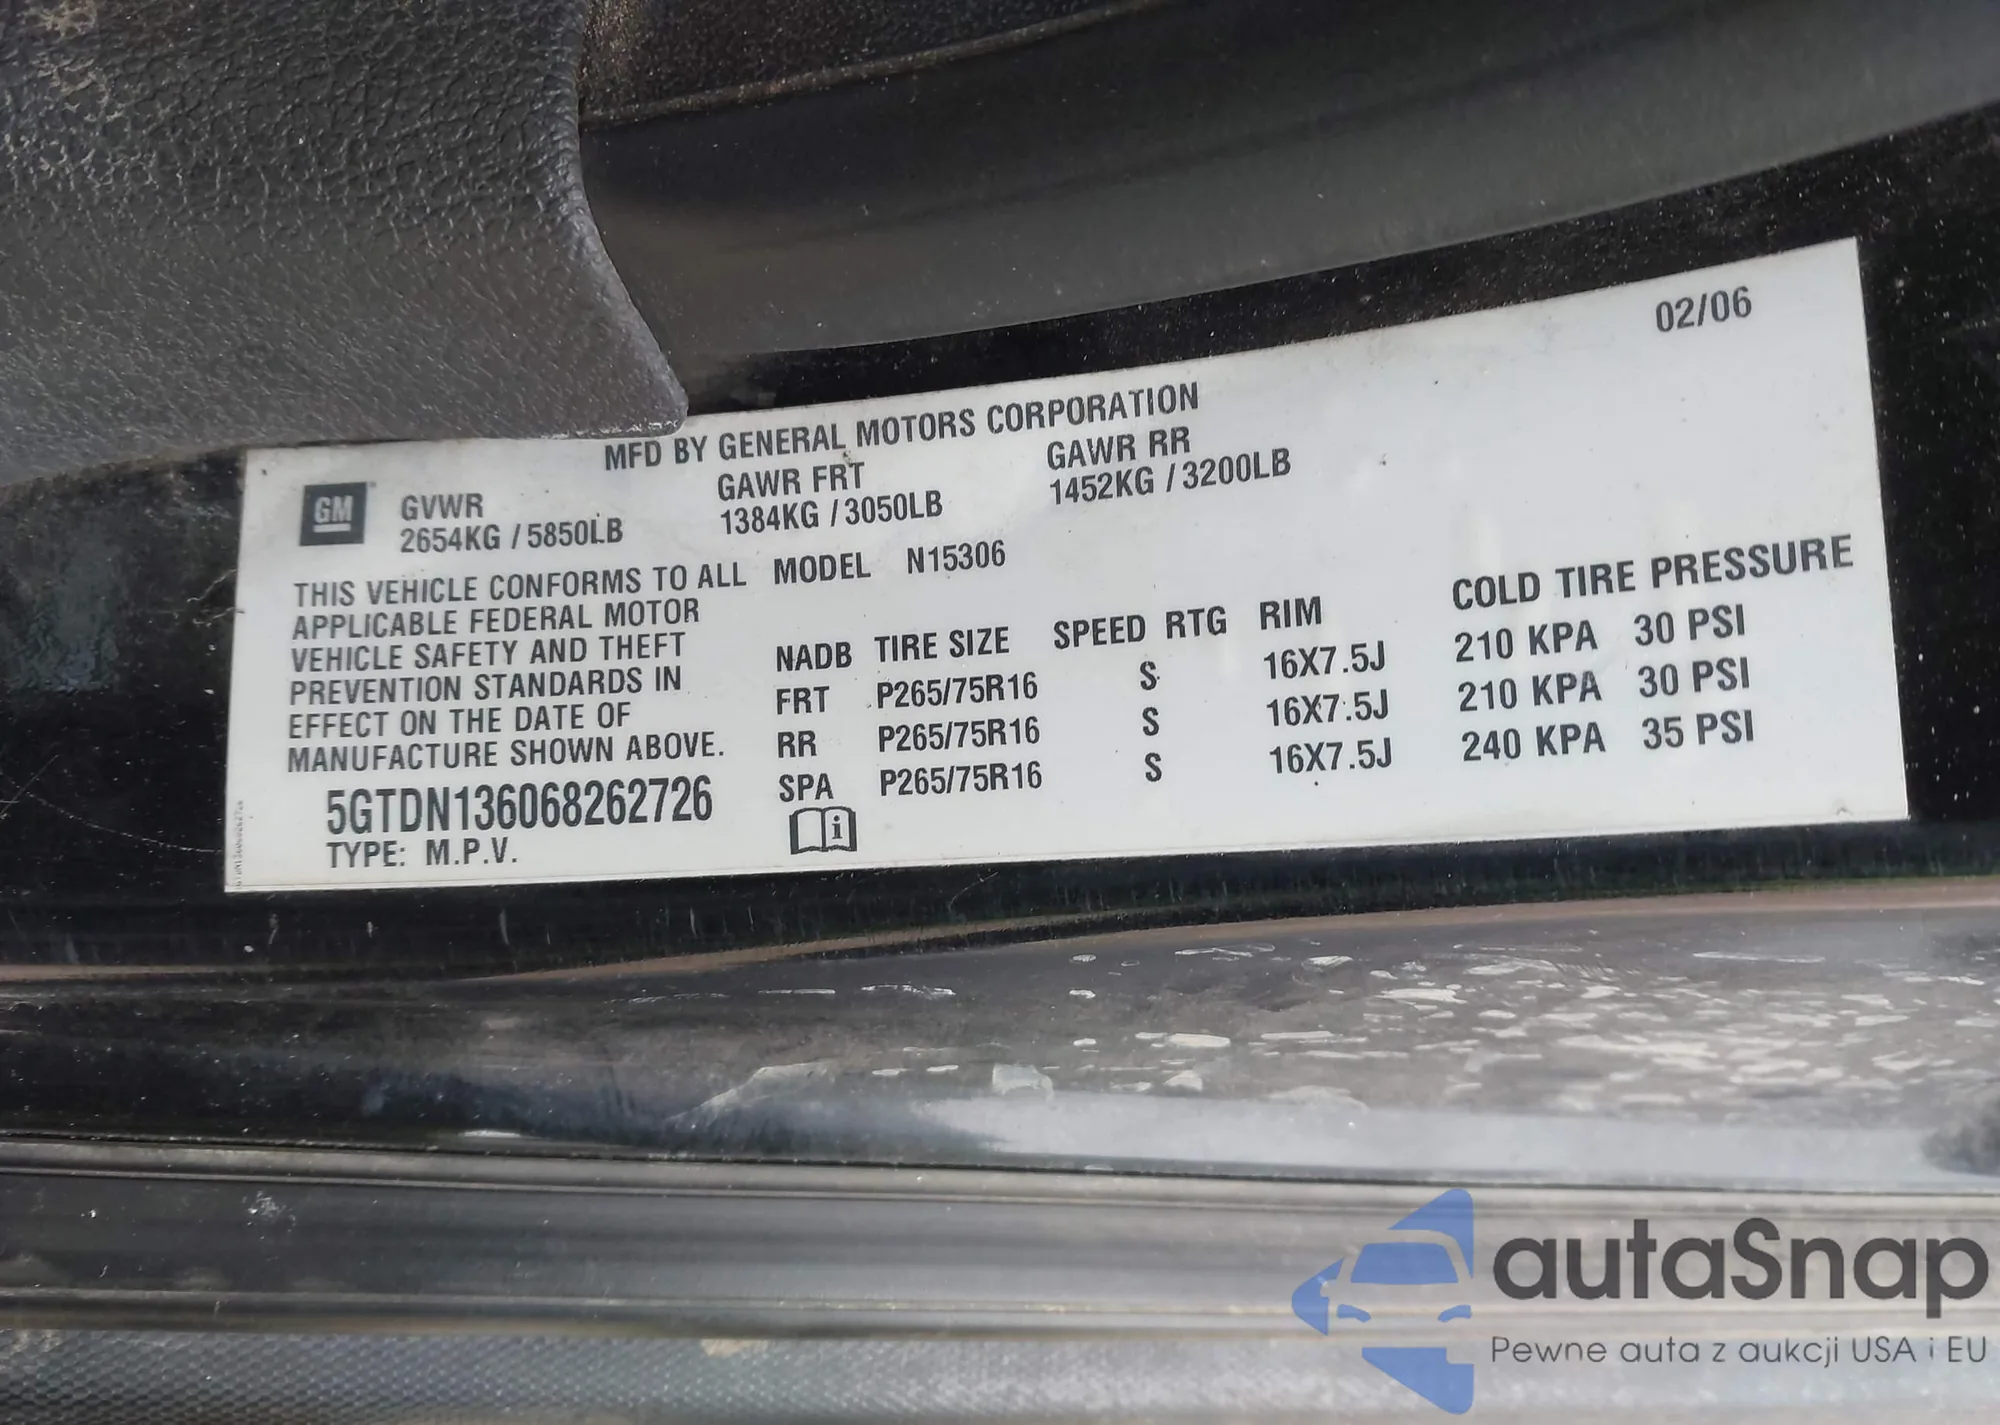 02/06
MFD BY GENERAL MOTORS CORPORATION
GM GVWR GAWR FRT GAWR RR
2654KG / 5850LB 1384KG / 3050LB 1452KG / 3200LB
THIS VEHICLE CONFORMS TO ALL MODEL N15306
APPLICABLE FEDERAL MOTOR
VEHICLE SAFETY AND THEFT
PREVENTION STANDARDS IN
EFFECT ON THE DATE OF
MANUFACTURE SHOWN ABOVE.
5GTDN136068262726
TYPE: M.P.V.
NADB TIRE SIZE SPEED RTG RIM COLD TIRE PRESSURE
FRT P265/75R16 S 16X7.5J 210 KPA 30 PSI
RR P265/75R16 S 16X7.5J 210 KPA 30 PSI
SPA P265/75R16 S 16X7.5J 240 KPA 35 PSI
i
autaSnap
Pewne auta z aukcji USA i EU